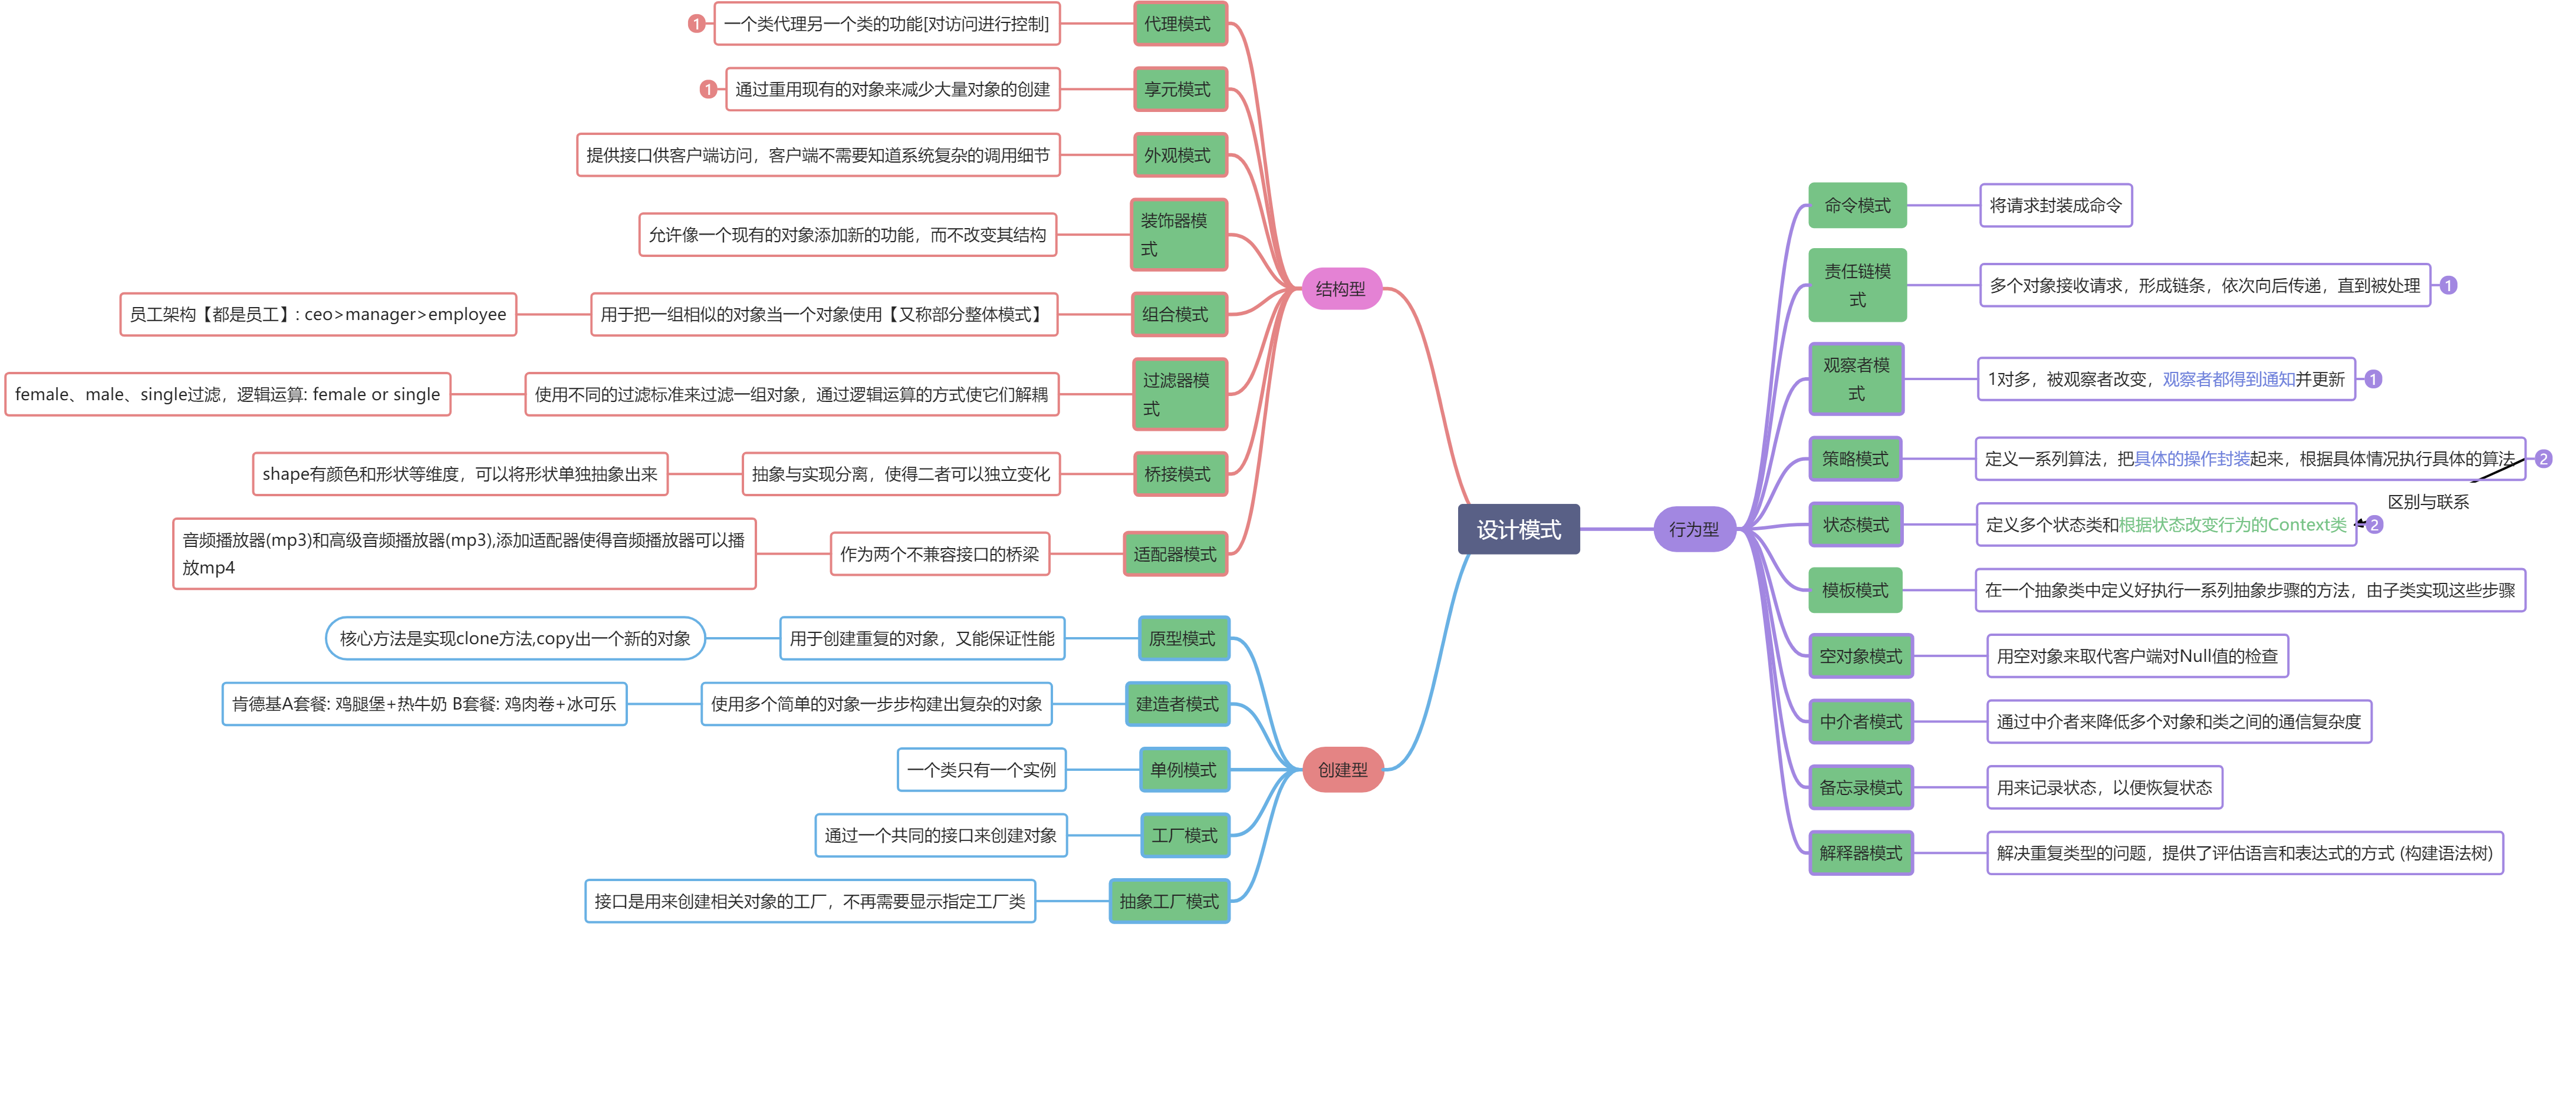 设计模式
结构型
代理模式
一个类代理另一个类的功能[对访问进行控制]
1
享元模式
通过重用现有的对象来减少大量对象的创建
1
外观模式
提供接口供客户端访问，客户端不需要知道系统复杂的调用细节
装饰器模
式
允许像一个现有的对象添加新的功能，而不改变其结构
组合模式
用于把一组相似的对象当一个对象使用【又称部分整体模式】
员工架构【都是员工】: ceo>manager>employee
过滤器模
式
使用不同的过滤标准来过滤一组对象，通过逻辑运算的方式使它们解耦
female、male、single过滤，逻辑运算: female or single
桥接模式
抽象与实现分离，使得二者可以独立变化
shape有颜色和形状等维度，可以将形状单独抽象出来
适配器模式
作为两个不兼容接口的桥梁
音频播放器(mp3)和高级音频播放器(mp3),添加适配器使得音频播放器可以播
放mp4
创建型
原型模式
用于创建重复的对象，又能保证性能
核心方法是实现clone方法,copy出一个新的对象
建造者模式
使用多个简单的对象一步步构建出复杂的对象
肯德基A套餐: 鸡腿堡+热牛奶 B套餐: 鸡肉卷+冰可乐
单例模式
一个类只有一个实例
工厂模式
通过一个共同的接口来创建对象
抽象工厂模式
接口是用来创建相关对象的工厂，不再需要显示指定工厂类
行为型
命令模式
将请求封装成命令
责任链模
式
多个对象接收请求，形成链条，依次向后传递，直到被处理
1
观察者模
式
1对多，被观察者改变，观察者都得到通知并更新
1
策略模式
定义一系列算法，把具体的操作封装起来，根据具体情况执行具体的算法
2
区别与联系
状态模式
定义多个状态类和根据状态改变行为的Context类
2
模板模式
在一个抽象类中定义好执行一系列抽象步骤的方法，由子类实现这些步骤
空对象模式
用空对象来取代客户端对Null值的检查
中介者模式
通过中介者来降低多个对象和类之间的通信复杂度
备忘录模式
用来记录状态，以便恢复状态
解释器模式
解决重复类型的问题，提供了评估语言和表达式的方式 (构建语法树)